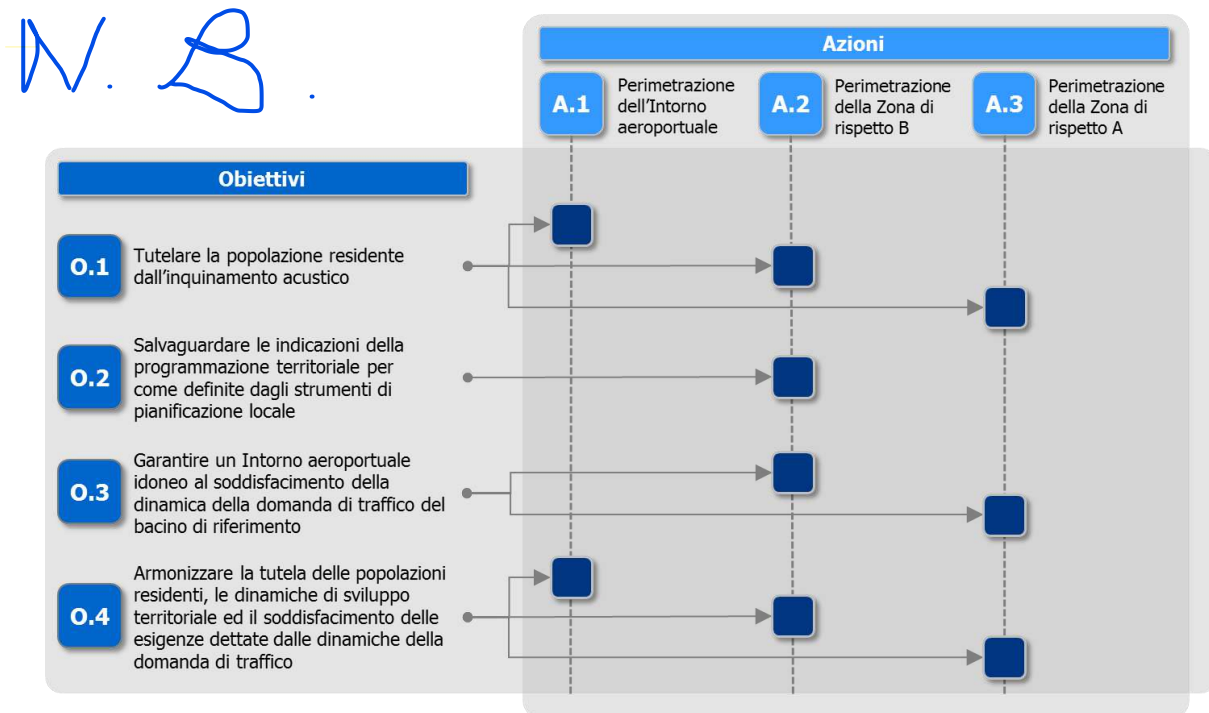 N. B.
Azioni
A.1
Perimetrazione
dell'Intorno
aeroportuale
A.2
Perimetrazione
della Zona di
rispetto B
A.3
Perimetrazione
della Zona di
rispetto A
Obiettivi
O.1
Tutelare la popolazione residente
dall'inquinamento acustico
O.2
Salvaguardare le indicazioni della
programmazione territoriale per
come definite dagli strumenti di
pianificazione locale
O.3
Garantire un Intorno aeroportuale
idoneo al soddisfacimento della
dinamica della domanda di traffico del
bacino di riferimento
O.4
Armonizzare la tutela delle popolazioni
residenti, le dinamiche di sviluppo
territoriale ed il soddisfacimento delle
esigenze dettate dalle dinamiche della
domanda di traffico